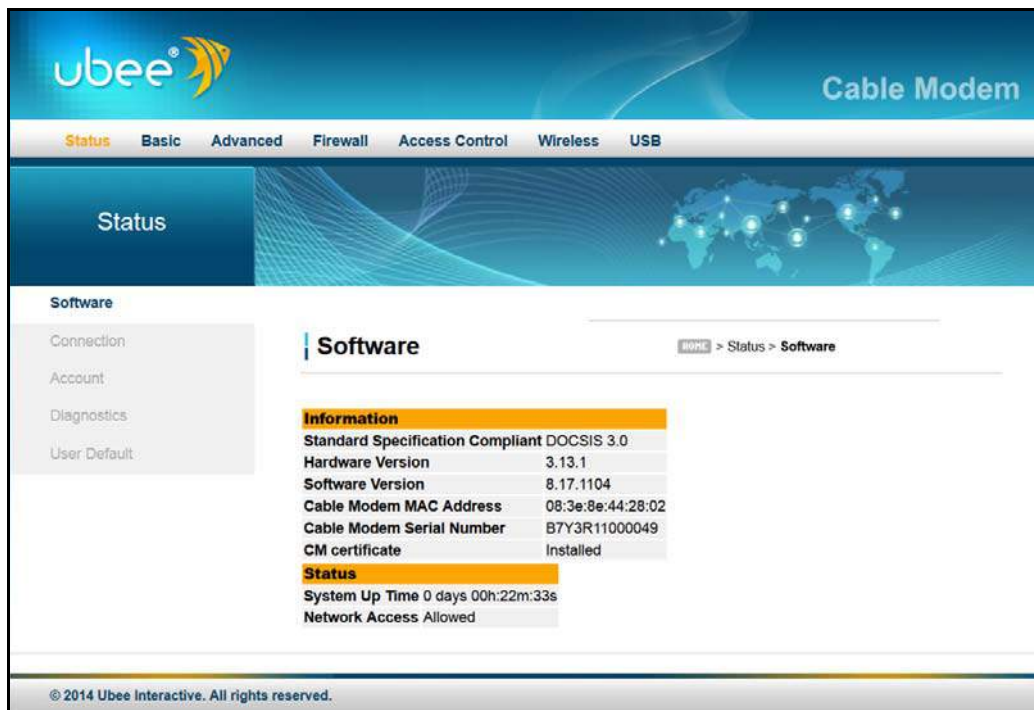 ubee®
Cable Modem
Status Basic Advanced Firewall Access Control Wireless USB
Status
Software
Connection
Account
Diagnostics
User Default
Software
HOME > Status > Software
Information
Standard Specification Compliant DOCSIS 3.0
Hardware Version 3.13.1
Software Version 8.17.1104
Cable Modem MAC Address 08:3e:8e:44:28:02
Cable Modem Serial Number B7Y3R11000049
CM certificate Installed
Status
System Up Time 0 days 00h:22m:33s
Network Access Allowed
© 2014 Ubee Interactive. All rights reserved.